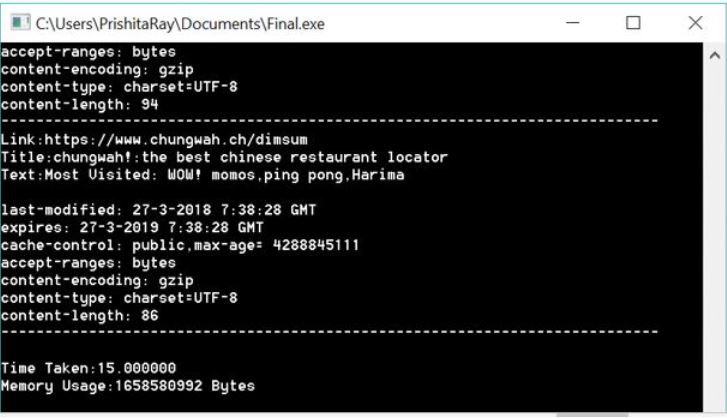 C:\Users\PrishitaRay\Documents\Final.exe
accept-ranges: bytes
content-encoding: gzip
content-type: charset=UTF-8
content-length: 94
--------------------------------------------------------------------------
Link:https://www.chungwah.ch/dimsum
Title:chungwah!:the best chinese restaurant locator
Text:Most Visited: WOW! momos,ping pong,Harima
last-modified: 27-3-2018 7:38:28 GMT
expires: 27-3-2019 7:38:28 GMT
cache-control: public,max-age= 4288845111
accept-ranges: bytes
content-encoding: gzip
content-type: charset=UTF-8
content-length: 86
--------------------------------------------------------------------------
Time Taken:15.000000
Memory Usage:1658580992 Bytes